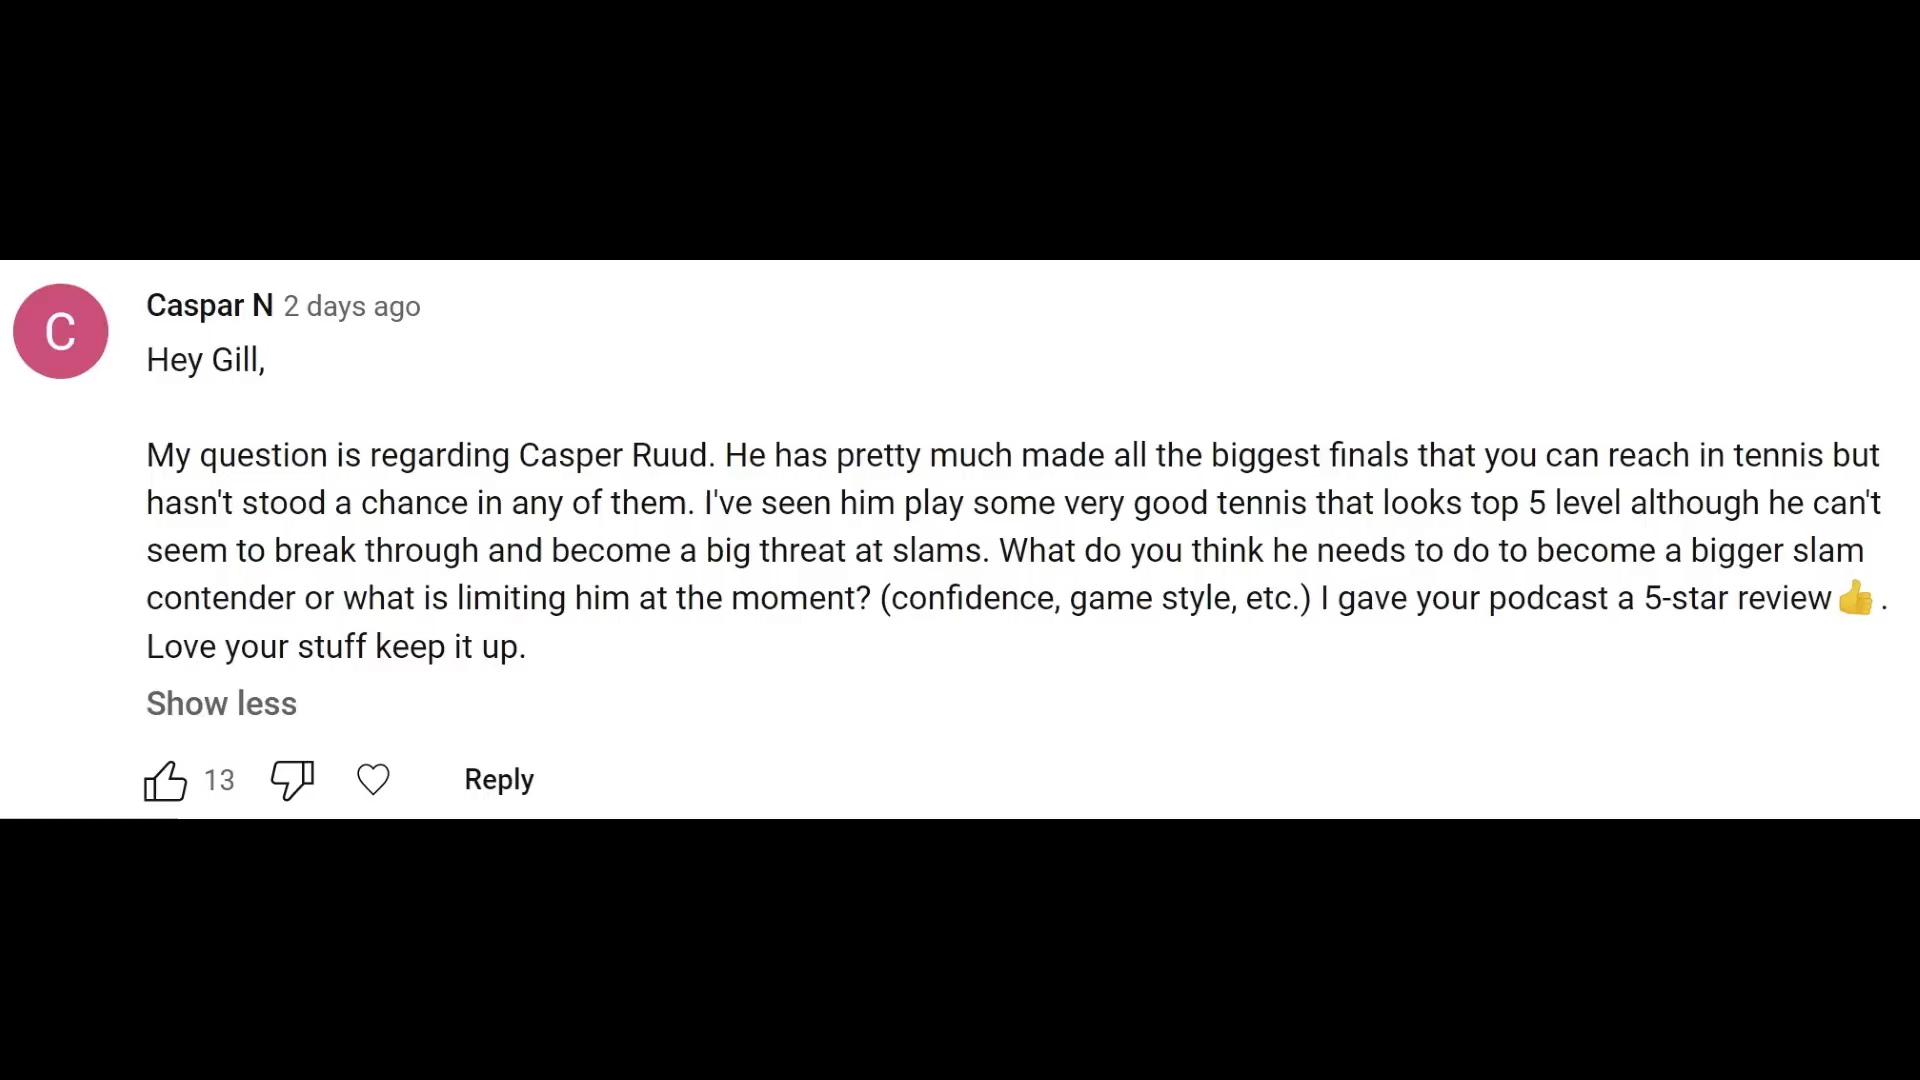 C
Caspar N 2 days ago
Hey Gill,
My question is regarding Casper Ruud. He has pretty much made all the biggest finals that you can reach in tennis but
hasn't stood a chance in any of them. I've seen him play some very good tennis that looks top 5 level although he can't
seem to break through and become a big threat at slams. What do you think he needs to do to become a bigger slam
contender or what is limiting him at the moment? (confidence, game style, etc.) I gave your podcast a 5-star review👍.
Love your stuff keep it up.
Show less
13 Reply